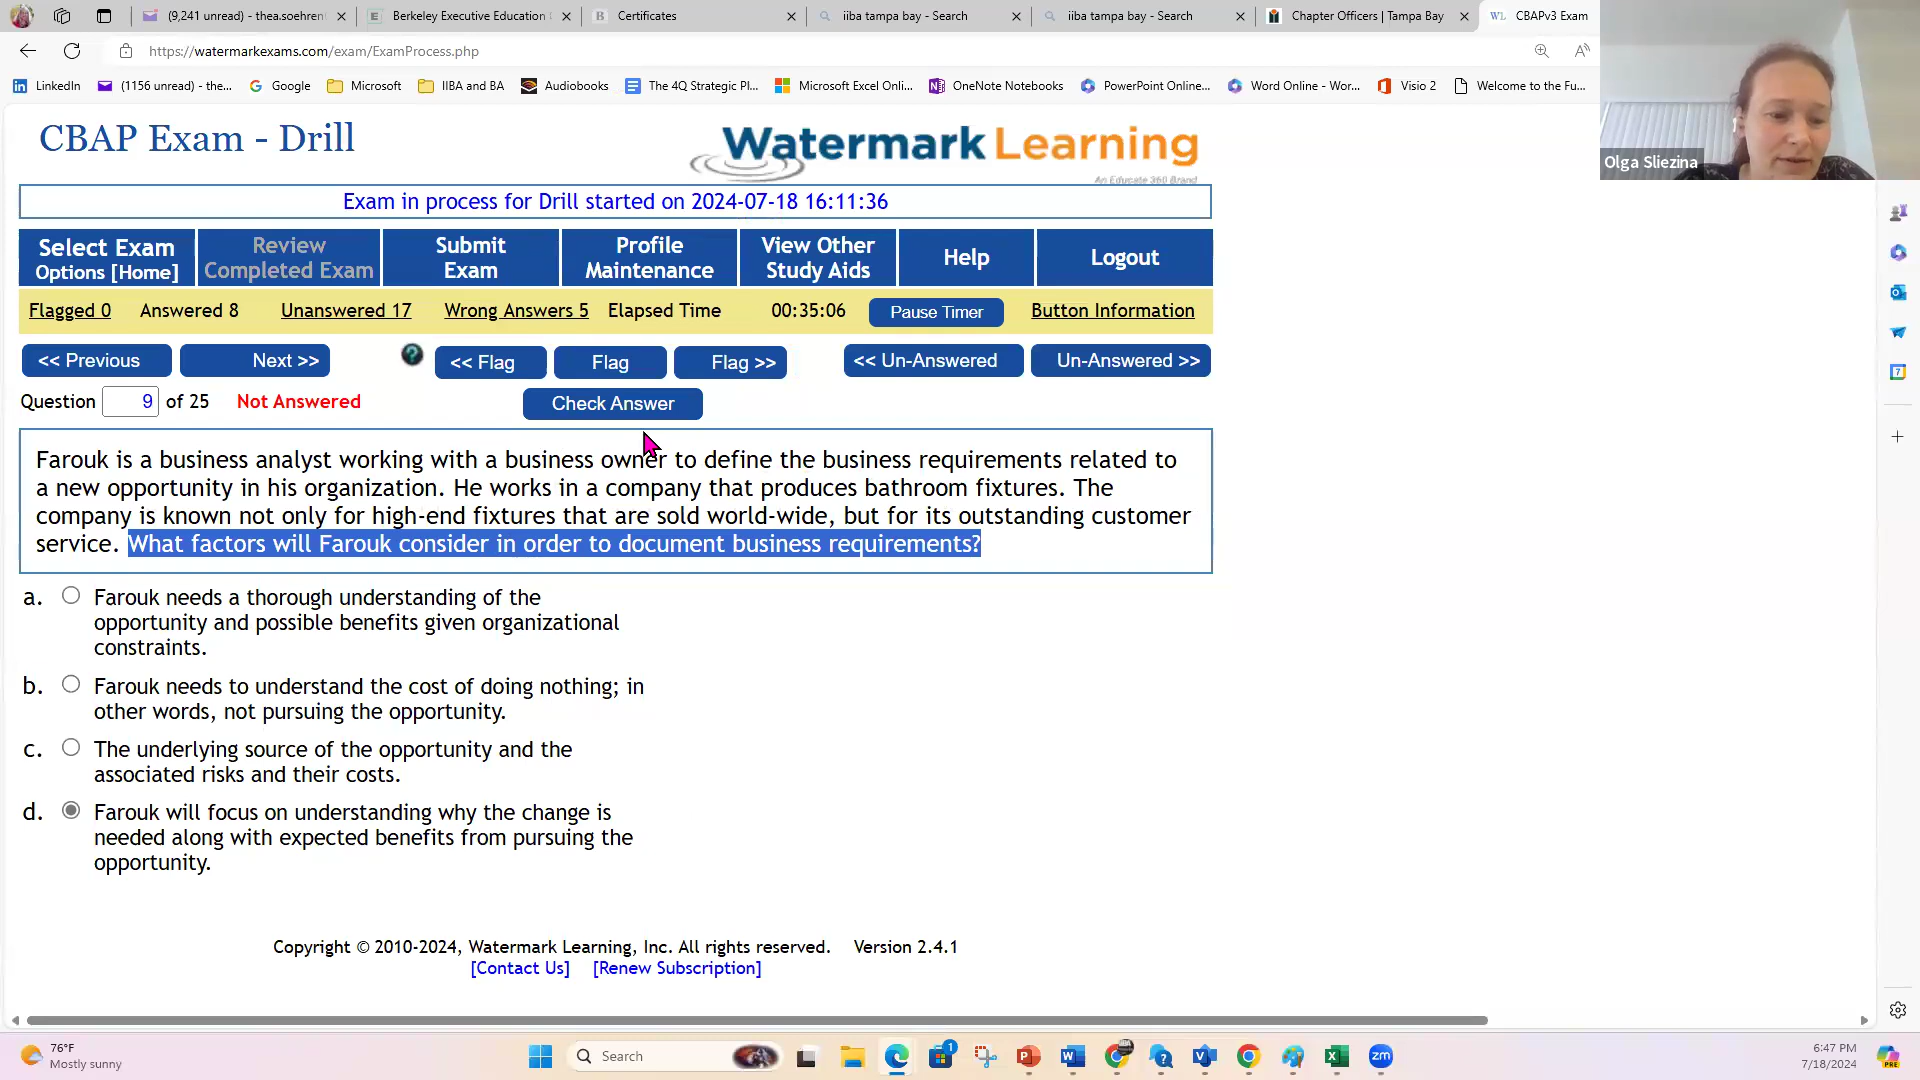 (9,241 unread) - thea.soehren
Berkeley Executive Education
Certificates
iiba tampa bay - Search
iiba tampa bay - Search
Chapter Officers | Tampa Bay
WL CBAPv3 Exam
https://watermarkexams.com/exam/ExamProcess.php
LinkedIn
(1156 unread) - the...
Google
Microsoft
IIBA and BA
Audiobooks
The 4Q Strategic Pl...
Microsoft Excel Onli...
OneNote Notebooks
PowerPoint Online...
Word Online - Wor...
Visio 2
Welcome to the Fu...
Olga Sliezina
CBAP Exam - Drill
Watermark Learning
An Educate 360 Brand
Exam in process for Drill started on 2024-07-18 16:11:36
Select Exam
Options [Home]
Review
Completed Exam
Submit
Exam
Profile
Maintenance
View Other
Study Aids
Help
Logout
Flagged 0
Answered 8
Unanswered 17
Wrong Answers 5
Elapsed Time
00:35:06
Pause Timer
Button Information
<< Previous
Next >>
?
<< Flag
Flag
Flag >>
<< Un-Answered
Un-Answered >>
Question 9 of 25 Not Answered
Check Answer
Farouk is a business analyst working with a business owner to define the business requirements related to
a new opportunity in his organization. He works in a company that produces bathroom fixtures. The
company is known not only for high-end fixtures that are sold world-wide, but for its outstanding customer
service. What factors will Farouk consider in order to document business requirements?
a. Farouk needs a thorough understanding of the
opportunity and possible benefits given organizational
constraints.
b. Farouk needs to understand the cost of doing nothing; in
other words, not pursuing the opportunity.
c. The underlying source of the opportunity and the
associated risks and their costs.
d. Farouk will focus on understanding why the change is
needed along with expected benefits from pursuing the
opportunity.
Copyright © 2010-2024, Watermark Learning, Inc. All rights reserved. Version 2.4.1
[Contact Us] [Renew Subscription]
76°F
Mostly sunny
Search
1
zm
6:47 PM
7/18/2024